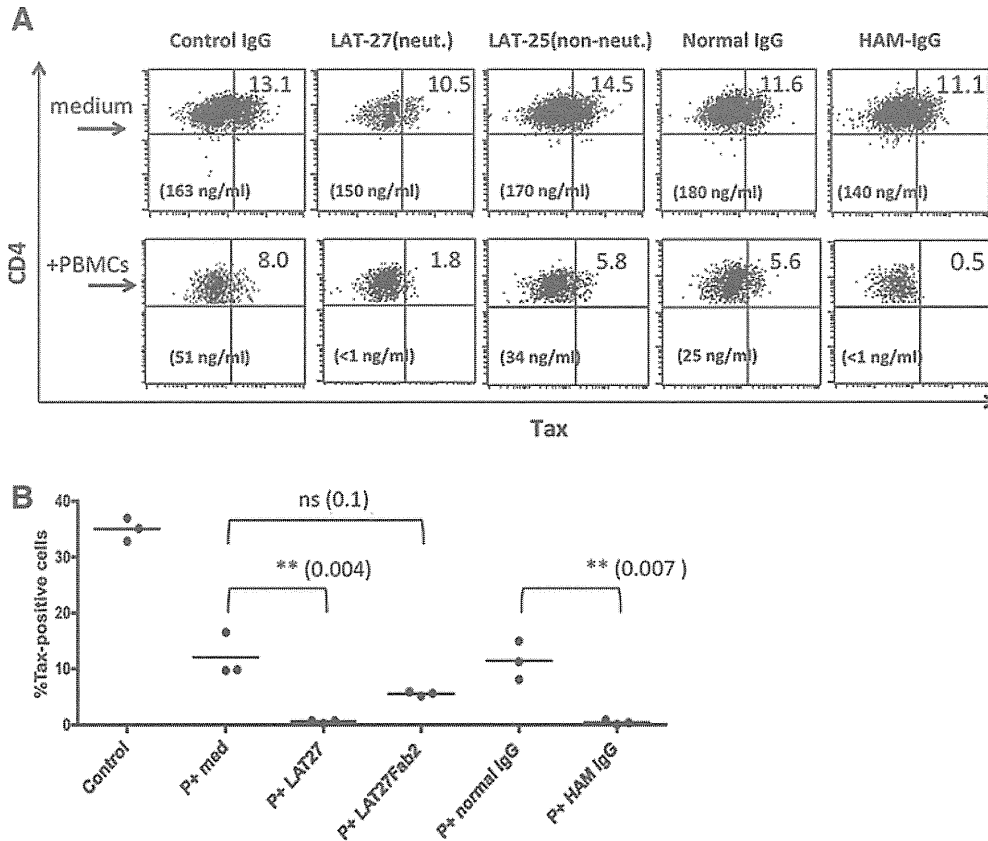 A
Control IgG LAT-27(neut.) LAT-25(non-neut.) Normal IgG HAM-IgG
medium
13.1 10.5 14.5 11.6 11.1
(163 ng/ml) (150 ng/ml) (170 ng/ml) (180 ng/ml) (140 ng/ml)
CD4
+PBMCs
8.0 1.8 5.8 5.6 0.5
(51 ng/ml) (<1 ng/ml) (34 ng/ml) (25 ng/ml) (<1 ng/ml)
Tax
B
%Tax-positive cells
40
30
20
10
0
ns (0.1)
** (0.004)
** (0.007 )
Control
P+ med
P+ LAT27
P+ LAT27Fab2
P+ normal IgG
P+ HAM IgG